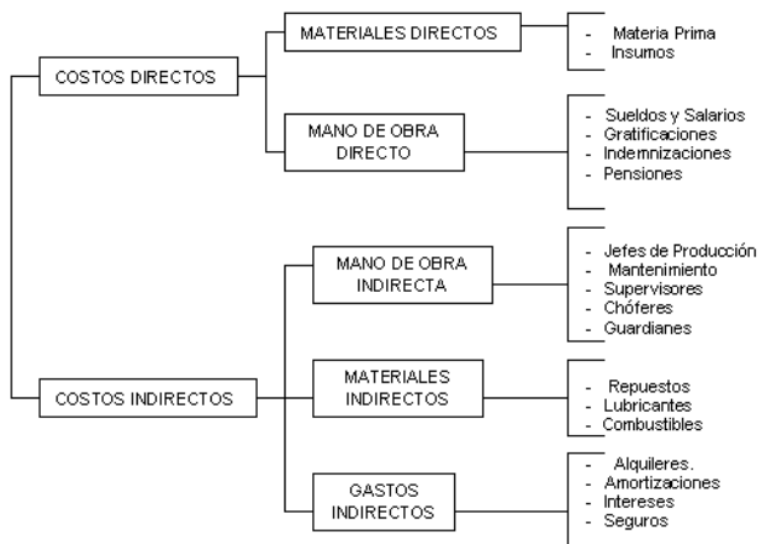 COSTOS DIRECTOS
MATERIALES DIRECTOS
- Materia Prima
- Insumos
MANO DE OBRA
DIRECTO
- Sueldos y Salarios
- Gratificaciones
- Indemnizaciones
- Pensiones
COSTOS INDIRECTOS
MANO DE OBRA
INDIRECTA
- Jefes de Producción
- Mantenimiento
- Supervisores
- Chóferes
- Guardianes
MATERIALES
INDIRECTOS
- Repuestos
- Lubricantes
- Combustibles
GASTOS
INDIRECTOS
- Alquileres.
- Amortizaciones
- Intereses
- Seguros